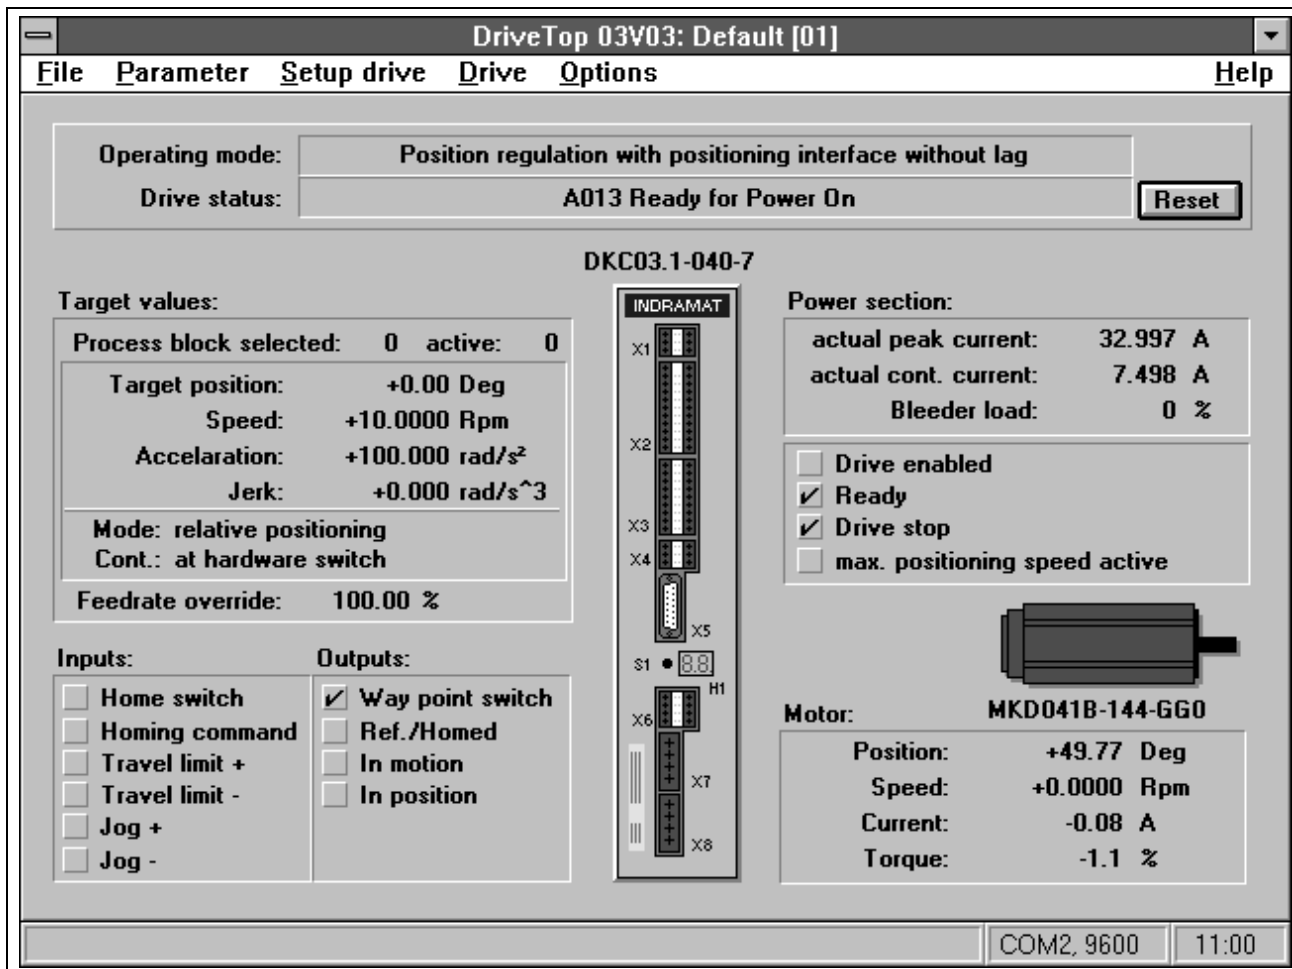 DriveTop 03V03: Default [01]
File Parameter Setup drive Drive Options Help
Operating mode: Position regulation with positioning interface without lag
Drive status: A013 Ready for Power On Reset
DKC03.1-040-7
Target values:
Process block selected: 0 active: 0
Target position: +0.00 Deg
Speed: +10.0000 Rpm
Accelaration: +100.000 rad/s²
Jerk: +0.000 rad/s^3
Mode: relative positioning
Cont.: at hardware switch
Feedrate override: 100.00 %
Inputs:
Home switch
Homing command
Travel limit +
Travel limit -
Jog +
Jog -
Outputs:
Way point switch
Ref./Homed
In motion
In position
INDRAMAT
X1
X2
X3
X4
X5
S1 8.8.
H1
X6
X7
X8
Power section:
actual peak current: 32.997 A
actual cont. current: 7.498 A
Bleeder load: 0 %
Drive enabled
Ready
Drive stop
max. positioning speed active
Motor: MKD041B-144-GG0
Position: +49.77 Deg
Speed: +0.0000 Rpm
Current: -0.08 A
Torque: -1.1 %
COM2, 9600 11:00